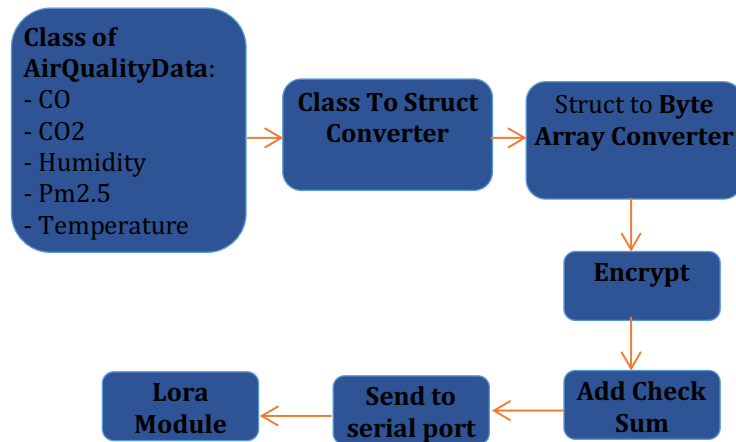 Class of
AirQualityData:
- CO
- CO2
- Humidity
- Pm2.5
- Temperature
Class To Struct
Converter
Struct to Byte
Array Converter
Encrypt
Add Check
Sum
Send to
serial port
Lora
Module